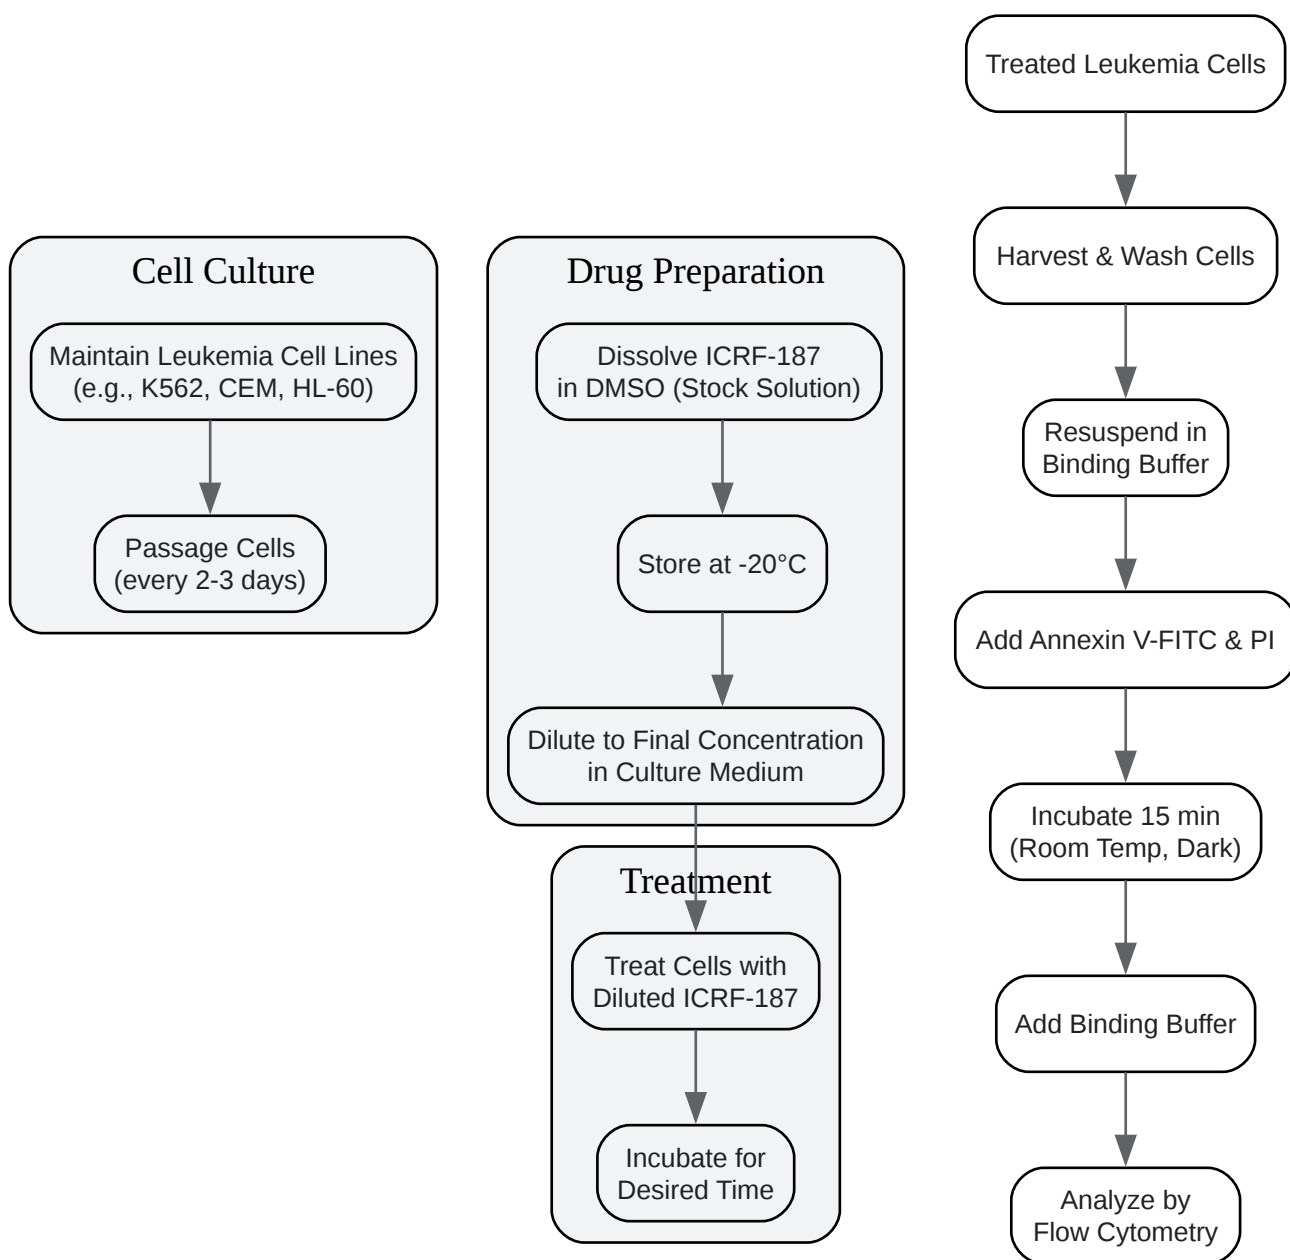 Cell Culture
Maintain Leukemia Cell Lines
(e.g., K562, CEM, HL-60)
Passage Cells
(every 2-3 days)
Drug Preparation
Dissolve ICRF-187
in DMSO (Stock Solution)
Store at -20°C
Dilute to Final Concentration
in Culture Medium
Treatment
Treat Cells with
Diluted ICRF-187
Incubate for
Desired Time
Treated Leukemia Cells
Harvest & Wash Cells
Resuspend in
Binding Buffer
Add Annexin V-FITC & PI
Incubate 15 min
(Room Temp, Dark)
Add Binding Buffer
Analyze by
Flow Cytometry